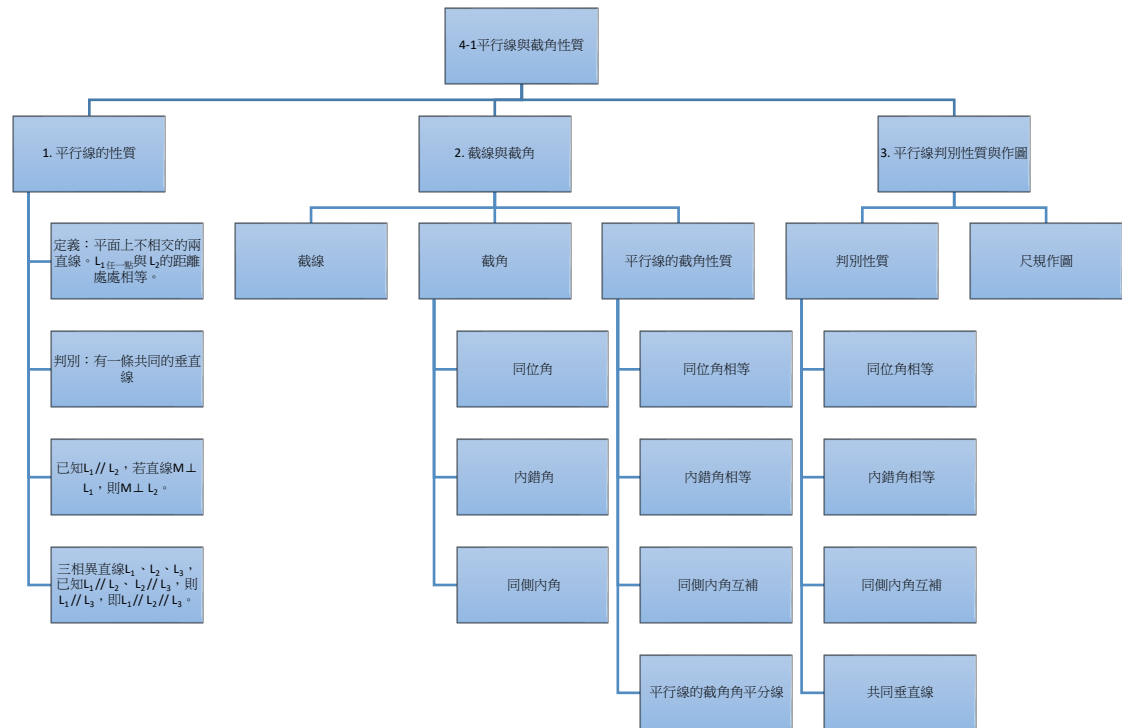 4-1平行線與截角性質
1. 平行線的性質
2. 截線與截角
3. 平行線判別性質與作圖
定義：平面上不相交的兩
直線。L₁任一點與 L₂的距離
處處相等。
判別：有一條共同的垂直
線
已知L₁// L₂，若直線M⊥
L₁，則M⊥ L₂。
三相異直線L₁、L₂、L₃，
已知L₁// L₂、 L₂// L₃，則
L₁// L₃，即L₁// L₂// L₃。
截線
截角
平行線的截角性質
判別性質
尺規作圖
同位角
內錯角
同側內角
同位角相等
內錯角相等
同側內角互補
平行線的截角角平分線
同位角相等
內錯角相等
同側內角互補
共同垂直線